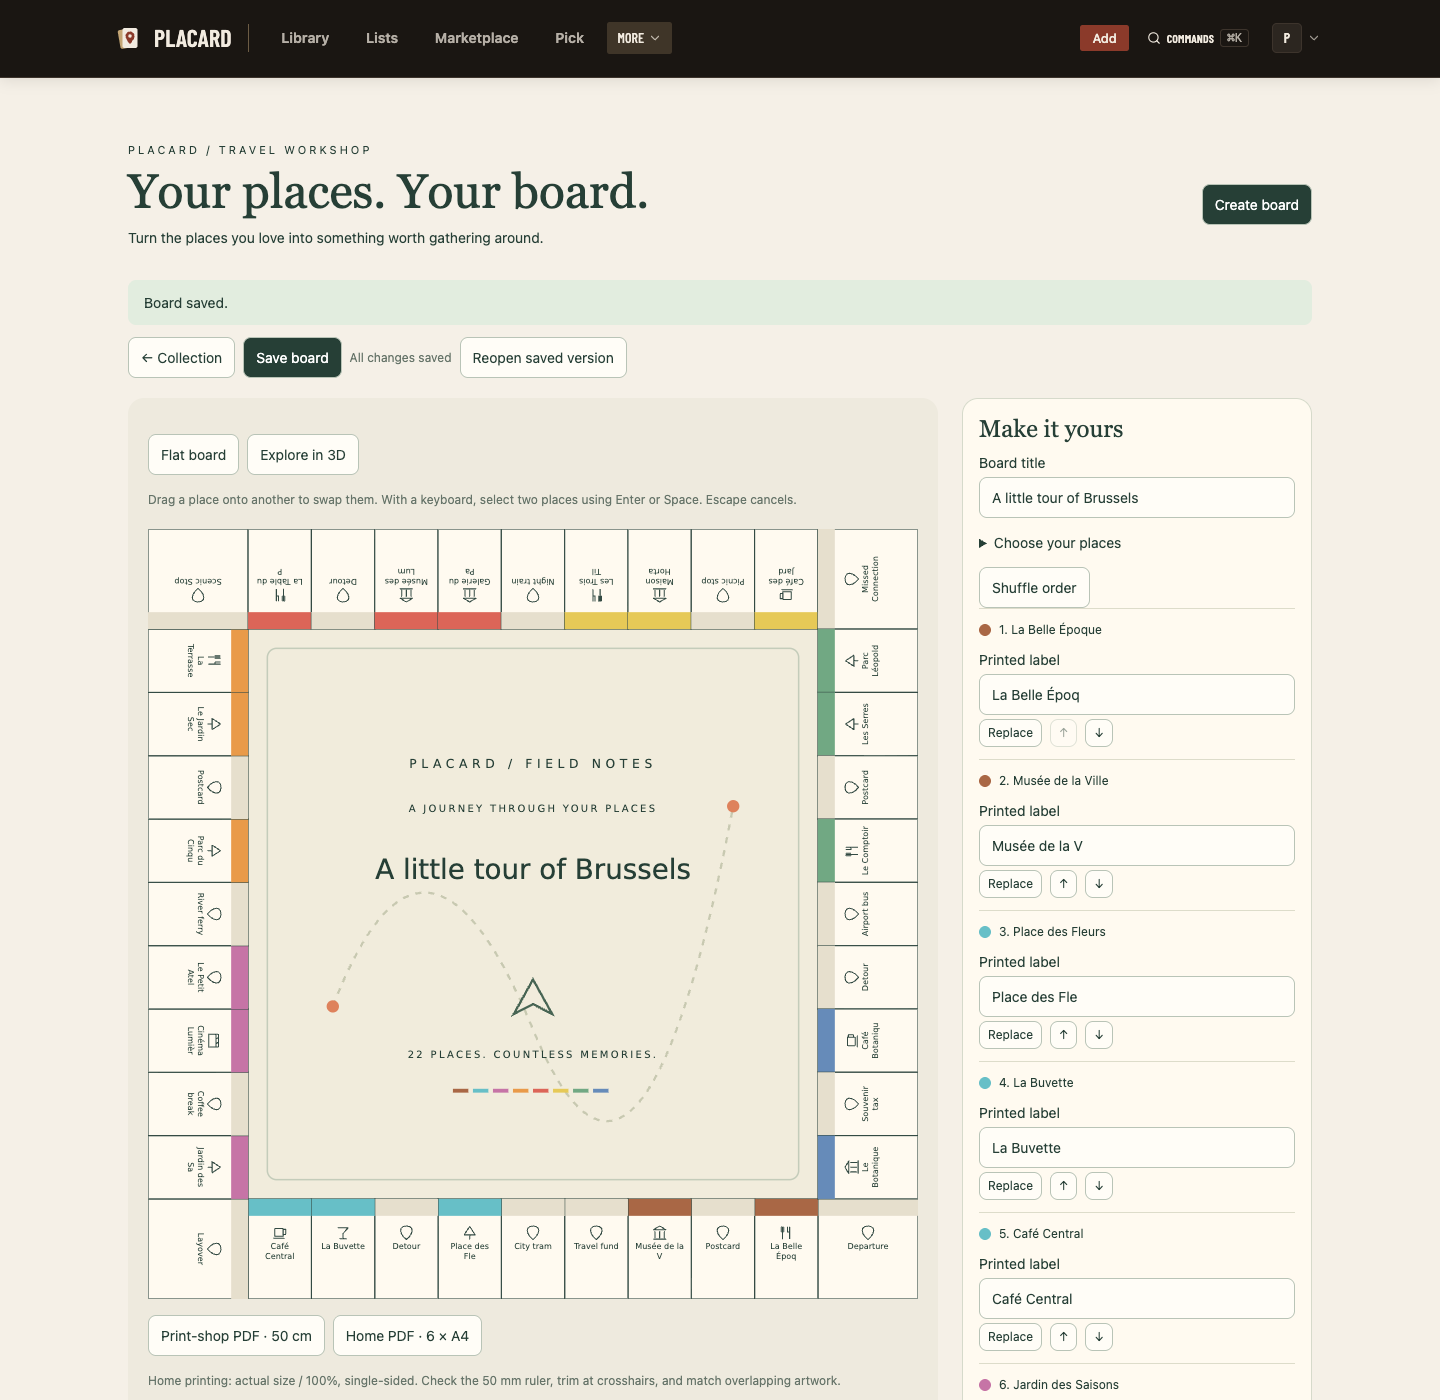 PLACARD
Library
Lists
Marketplace
Pick
MORE
Add
COMMANDS
⌘K
P
PLACARD / TRAVEL WORKSHOP
Your places. Your board.
Create board
Turn the places you love into something worth gathering around.
Board saved.
← Collection
Save board
All changes saved
Reopen saved version
Flat board
Explore in 3D
Drag a place onto another to swap them. With a keyboard, select two places using Enter or Space. Escape cancels.
Scenic Stop
La Table du
P
Detour
Musée des
Lum
Galerie du
Pa
Night train
Les Trois
Til
Maison
Horta
Picnic stop
Café des
Jard
Missed
Connection
La
Terrasse
Le Jardin
Sec
Postcard
Parc du
Cinqu
River ferry
Le Petit
Atel
Cinéma
Lumièr
Coffee
break
Jardin des
Sa
Layover
Parc
Léopold
Les Serres
Postcard
Le Comptoir
Airport bus
Detour
Café
Botaniqu
Souvenir
tax
Le
Botanique
PLACARD / FIELD NOTES
A JOURNEY THROUGH YOUR PLACES
A little tour of Brussels
22 PLACES. COUNTLESS MEMORIES.
Café
Central
La Buvette
Detour
Place des
Fle
City tram
Travel fund
Musée de la
V
Postcard
La Belle
Époq
Departure
Print-shop PDF · 50 cm
Home PDF · 6 × A4
Home printing: actual size / 100%, single-sided. Check the 50 mm ruler, trim at crosshairs, and match overlapping artwork.
Make it yours
Board title
A little tour of Brussels
Choose your places
Shuffle order
1. La Belle Époque
Printed label
La Belle Époq
Replace
↑
↓
2. Musée de la Ville
Printed label
Musée de la V
Replace
↑
↓
3. Place des Fleurs
Printed label
Place des Fle
Replace
↑
↓
4. La Buvette
Printed label
La Buvette
Replace
↑
↓
5. Café Central
Printed label
Café Central
Replace
↑
↓
6. Jardin des Saisons